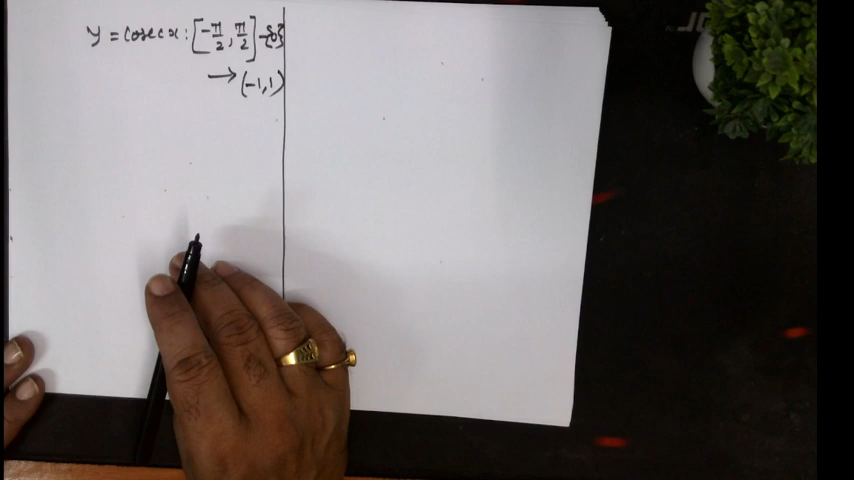 y = cosec x : [-π/2, π/2] - {0}
→ (-1, 1)